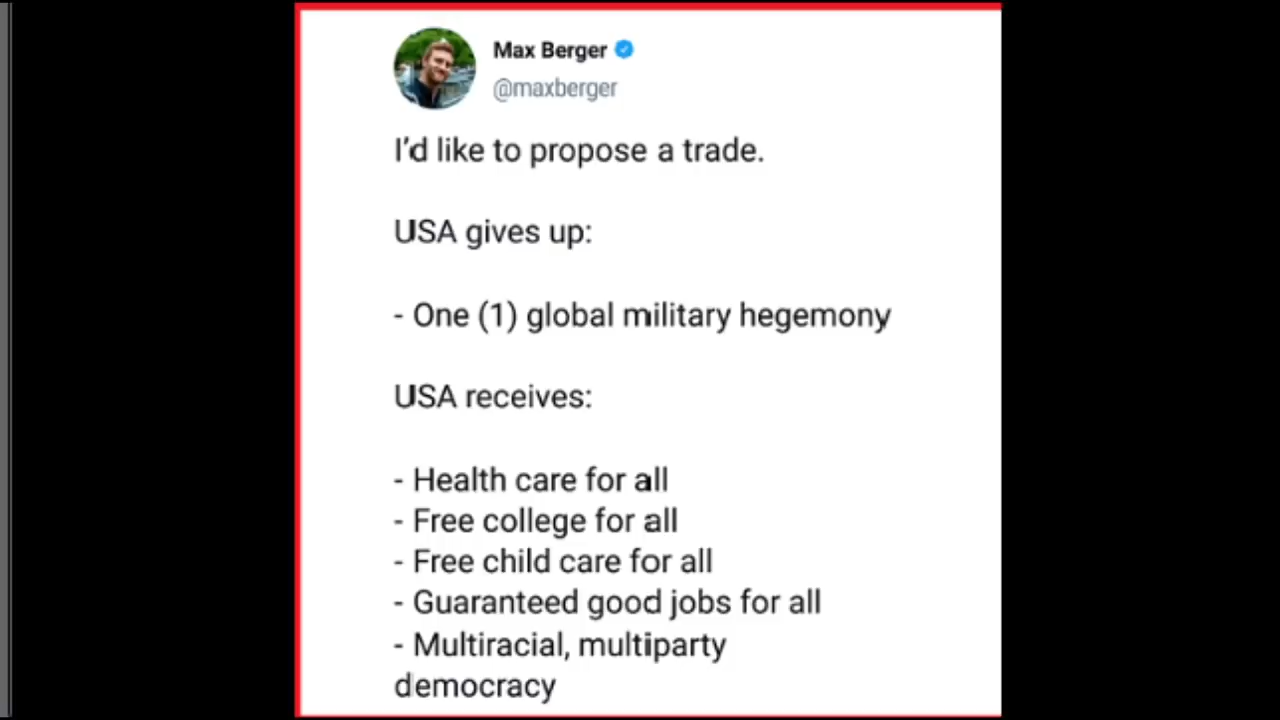 Max Berger
@maxberger
I'd like to propose a trade.
USA gives up:
- One (1) global military hegemony
USA receives:
- Health care for all
- Free college for all
- Free child care for all
- Guaranteed good jobs for all
- Multiracial, multiparty
democracy